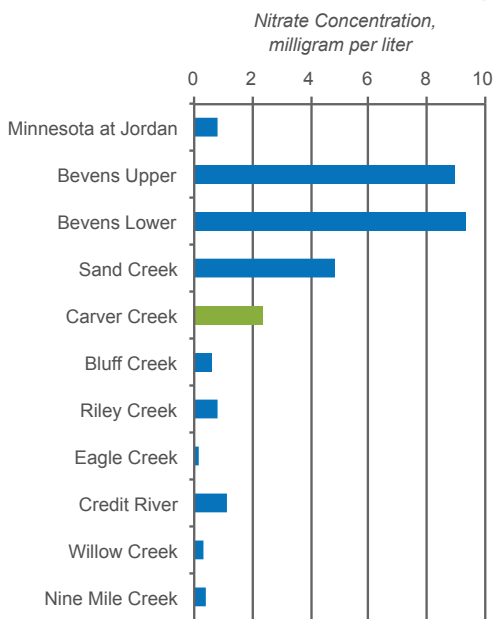 Nitrate Concentration,
milligram per liter
0 2 4 6 8 10
Minnesota at Jordan
Bevens Upper
Bevens Lower
Sand Creek
Carver Creek
Bluff Creek
Riley Creek
Eagle Creek
Credit River
Willow Creek
Nine Mile Creek